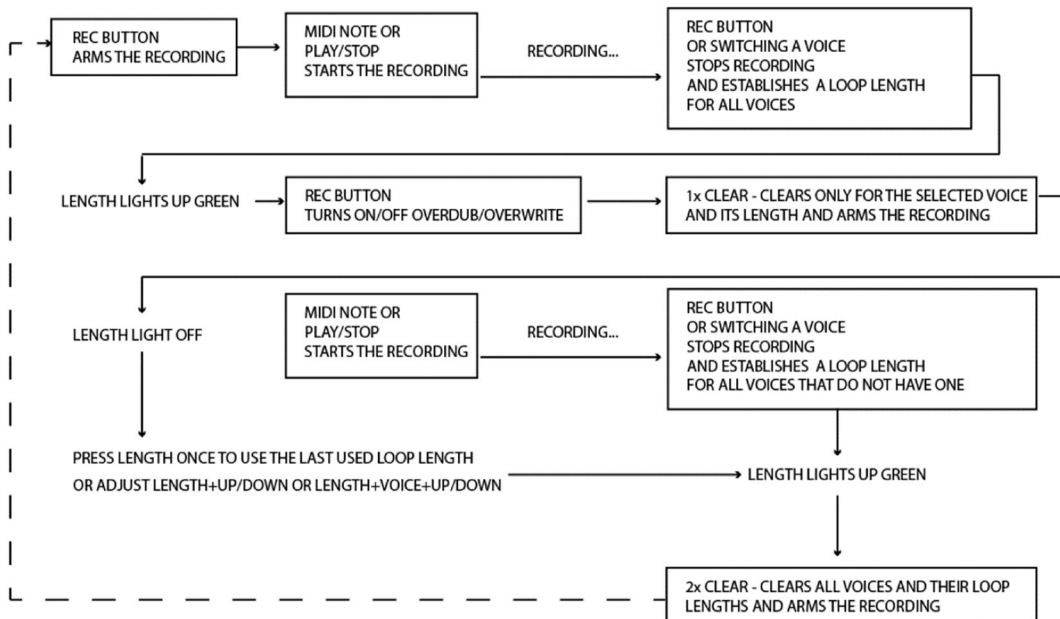 REC BUTTON
ARMS THE RECORDING
MIDI NOTE OR
PLAY/STOP
STARTS THE RECORDING
RECORDING...
REC BUTTON
OR SWITCHING A VOICE
STOPS RECORDING
AND ESTABLISHES A LOOP LENGTH
FOR ALL VOICES
LENGTH LIGHTS UP GREEN
REC BUTTON
TURNS ON/OFF OVERDUB/OVERWRITE
1x CLEAR - CLEARS ONLY FOR THE SELECTED VOICE
AND ITS LENGTH AND ARMS THE RECORDING
LENGTH LIGHT OFF
MIDI NOTE OR
PLAY/STOP
STARTS THE RECORDING
RECORDING...
REC BUTTON
OR SWITCHING A VOICE
STOPS RECORDING
AND ESTABLISHES A LOOP LENGTH
FOR ALL VOICES THAT DO NOT HAVE ONE
PRESS LENGTH ONCE TO USE THE LAST USED LOOP LENGTH
OR ADJUST LENGTH+UP/DOWN OR LENGTH+VOICE+UP/DOWN
LENGTH LIGHTS UP GREEN
2x CLEAR - CLEARS ALL VOICES AND THEIR LOOP
LENGTHS AND ARMS THE RECORDING